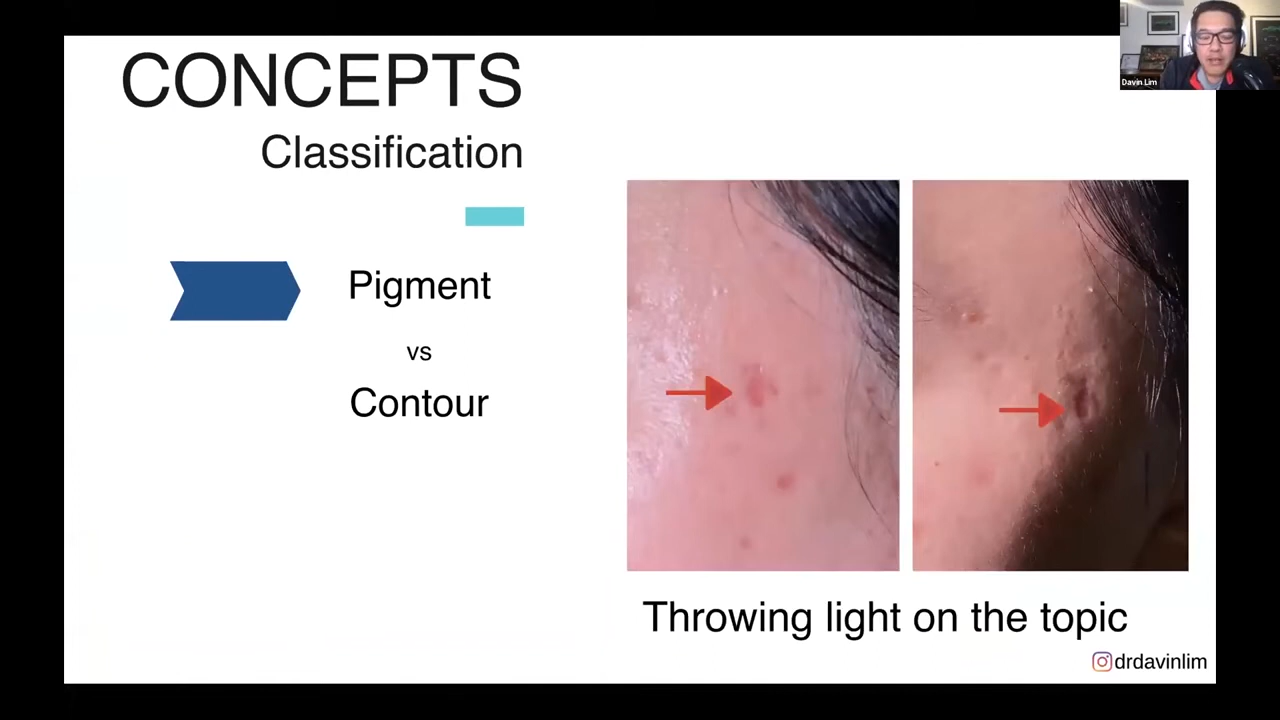 CONCEPTS
Classification
Pigment
vs
Contour
Throwing light on the topic
drdavinlim
Davin Lim